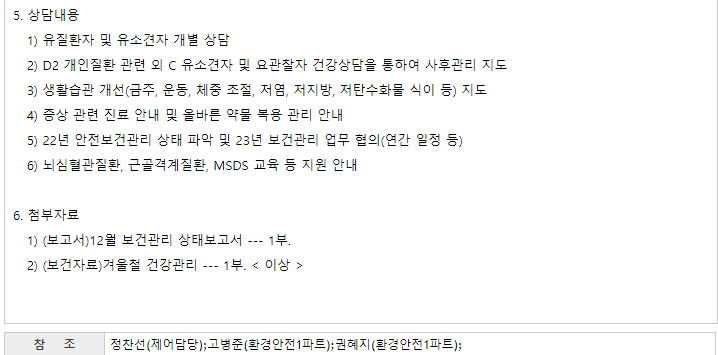 5. 상담내용
1) 유질환자 및 유소견자 개별 상담
2) D2 개인질환 관련 외 C 유소견자 및 요관찰자 건강상담을 통하여 사후관리 지도
3) 생활습관 개선(금주, 운동, 체중 조절, 저염, 저지방, 저탄수화물 식이 등) 지도
4) 증상 관련 진료 안내 및 올바른 약물 복용 관리 안내
5) 22년 안전보건관리 상태 파악 및 23년 보건관리 업무 협의(연간 일정 등)
6) 뇌심혈관질환, 근골격계질환, MSDS 교육 등 지원 안내
6. 첨부자료
1) (보고서)12월 보건관리 상태보고서 --- 1부.
2) (보건자료)겨울철 건강관리 --- 1부. < 이상 >
참 조 정찬선(제어담당);고병준(환경안전1파트);권혜지(환경안전1파트);